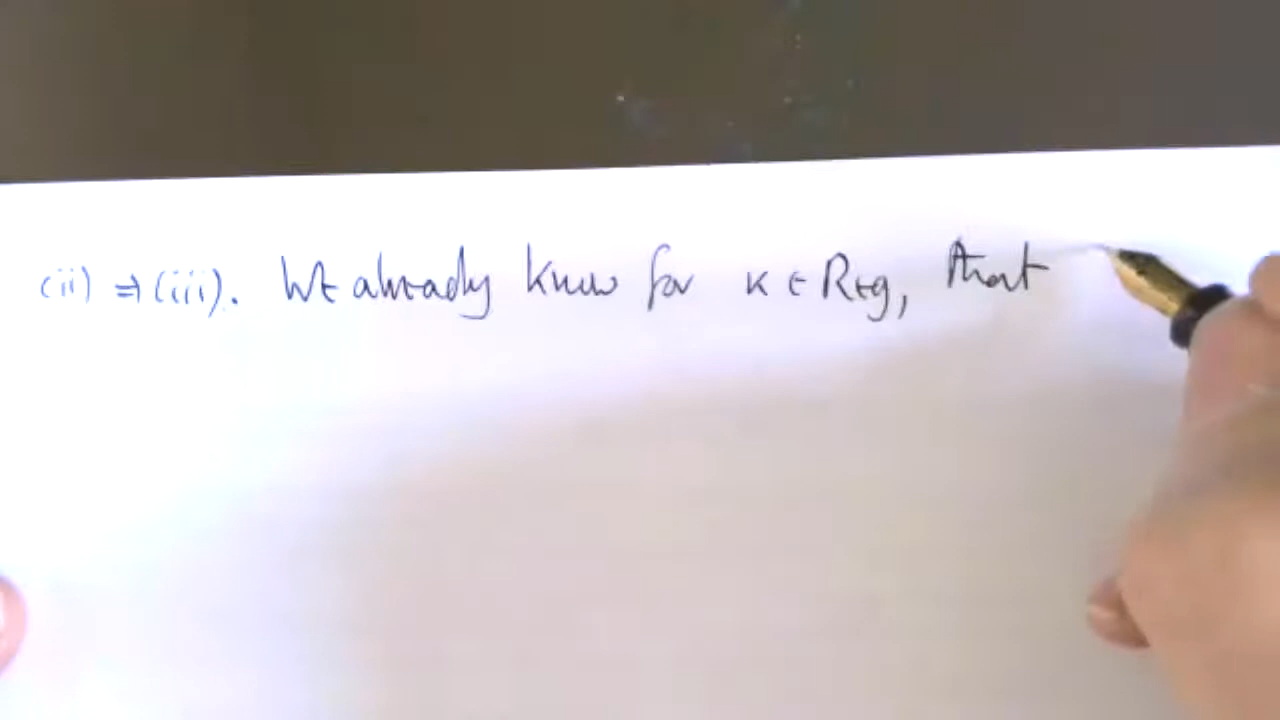 (ii) ⇒ (iii). We already know for κ ∈ Reg, that